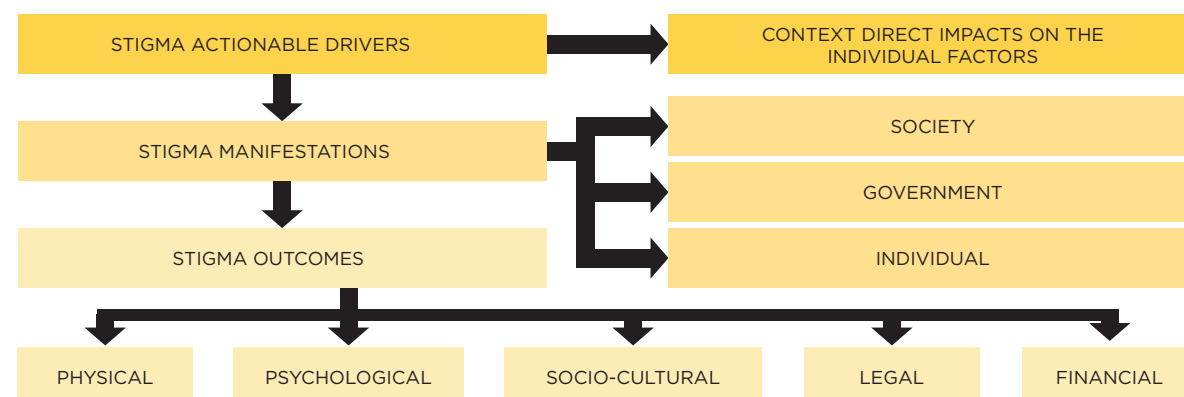 STIGMA ACTIONABLE DRIVERS
CONTEXT DIRECT IMPACTS ON THE
INDIVIDUAL FACTORS
STIGMA MANIFESTATIONS
SOCIETY
GOVERNMENT
INDIVIDUAL
STIGMA OUTCOMES
PHYSICAL
PSYCHOLOGICAL
SOCIO-CULTURAL
LEGAL
FINANCIAL